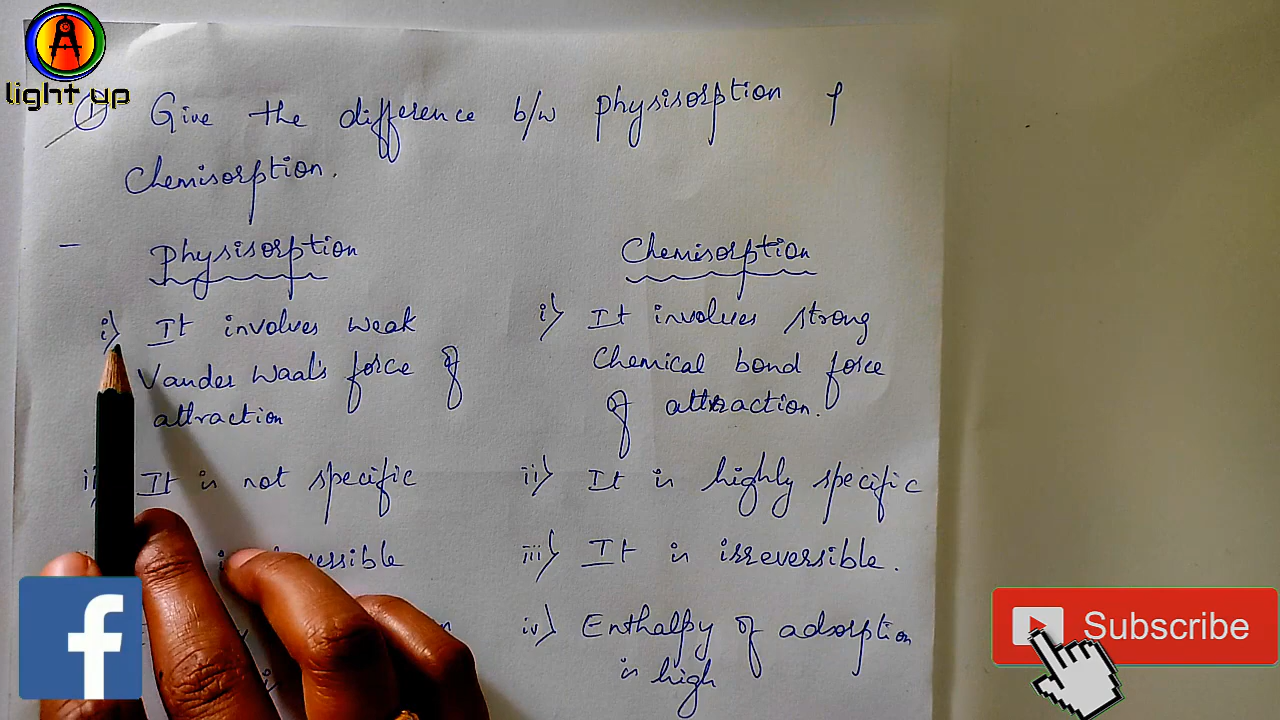 light up
① Give the difference b/w physisorption &
Chemisorption.
- Physisorption
i) It involves weak
Vander Waal's force of
attraction
It is not specific
Chemisorption
i) It involves strong
Chemical bond force
of attraction.
ii) It is highly specific
iii) It is irreversible.
iv) Enthalpy of adsorption
is high
f
Subscribe